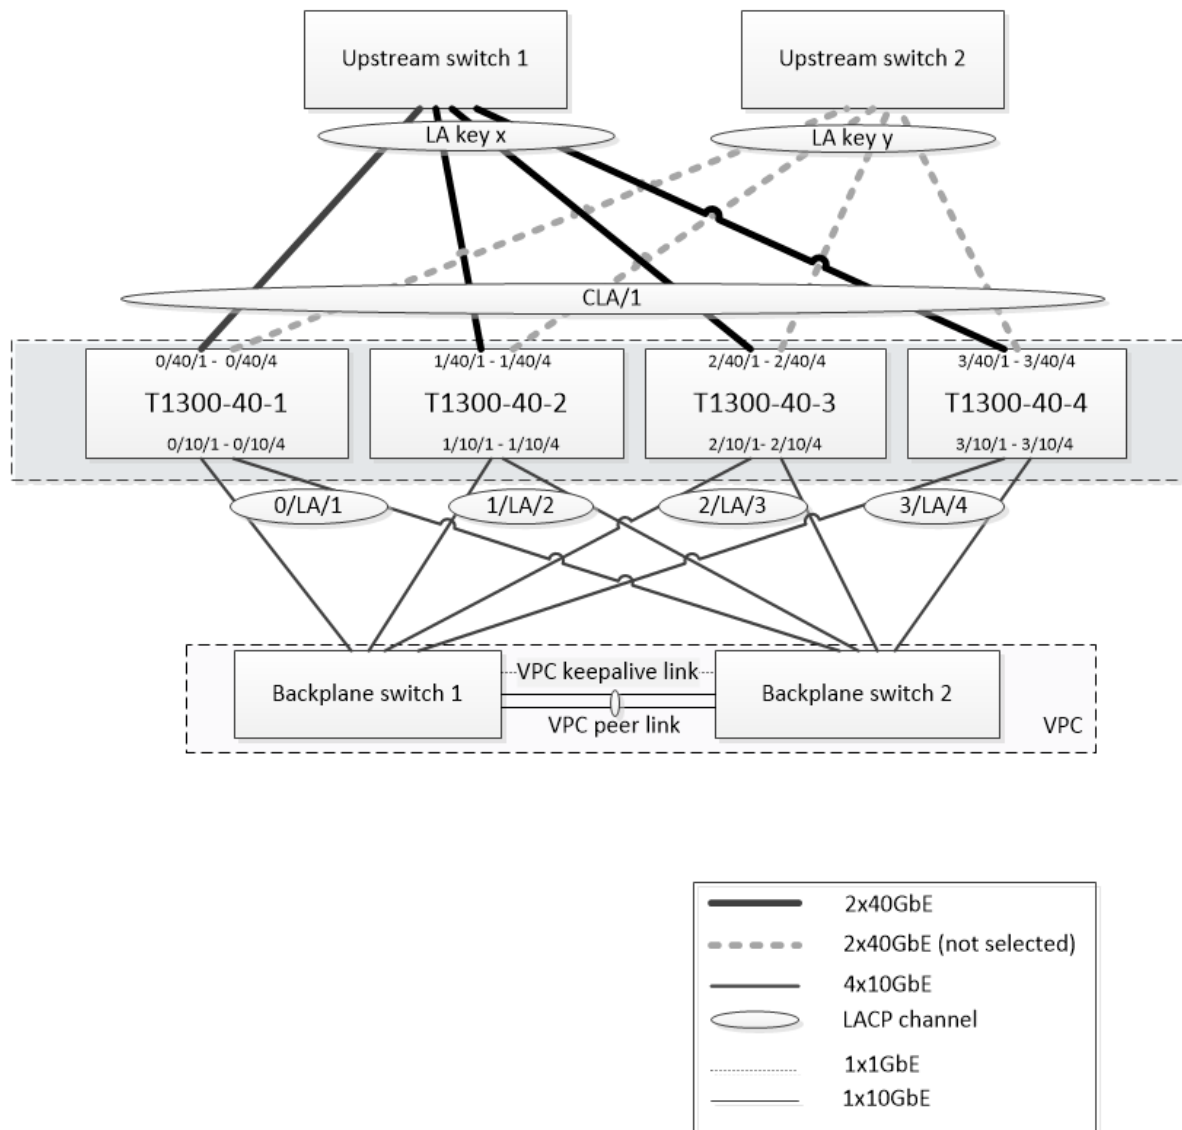 Upstream switch 1
Upstream switch 2
LA key x
LA key y
CLA/1
0/40/1 - 0/40/4
1/40/1 - 1/40/4
2/40/1 - 2/40/4
3/40/1 - 3/40/4
T1300-40-1
T1300-40-2
T1300-40-3
T1300-40-4
0/10/1 - 0/10/4
1/10/1 - 1/10/4
2/10/1- 2/10/4
3/10/1 - 3/10/4
0/LA/1
1/LA/2
2/LA/3
3/LA/4
VPC keepalive link
Backplane switch 1
Backplane switch 2
VPC peer link
VPC
2x40GbE
2x40GbE (not selected)
4x10GbE
LACP channel
1x1GbE
1x10GbE